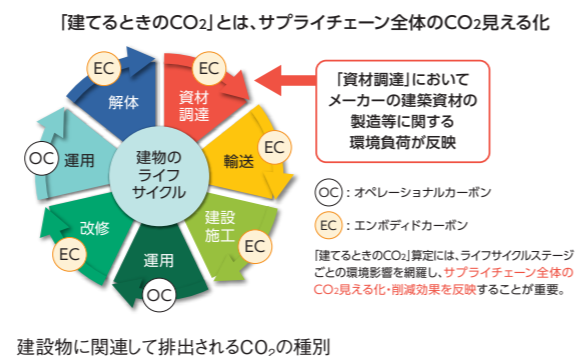 「建てるときのCO₂」とは、サプライチェーン全体のCO₂見える化
EC
資材
調達
EC
輸送
EC
建設
施工
EC
運用
OC
改修
EC
運用
OC
解体
EC
建物の
ライフ
サイクル
「資材調達」において
メーカーの建築資材の
製造等に関する
環境負荷が反映
OC：オペレーショナルカーボン
EC：エンボディドカーボン
「建てるときのCO₂」算定には、ライフサイクルステージ
ごとの環境影響を網羅し、サプライチェーン全体の
CO₂見える化・削減効果を反映することが重要。
建設物に関連して排出されるCO₂の種別